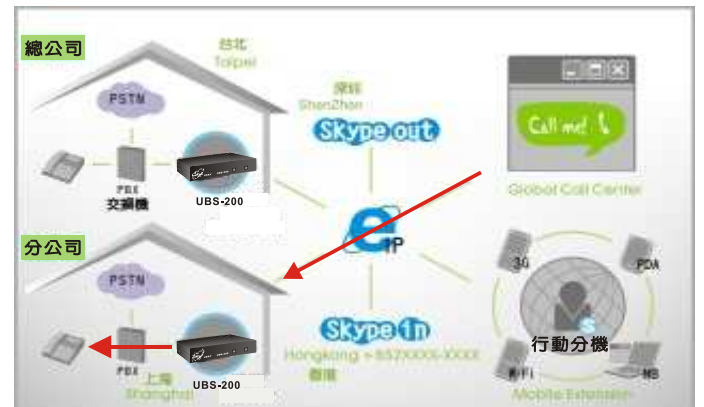 總公司
台北
Taipei
PSTN
PBX
交換機
UBS-200
深圳
ShenZhen
Skype out
Call me!
Global Call Center
IP
分公司
PSTN
PBX
上海
Shanghai
UBS-200
Skype in
Hongkong + 852XXXX-XXXX
香港
3G
PDA
行動分機
WiFi
NB
Mobile Extension